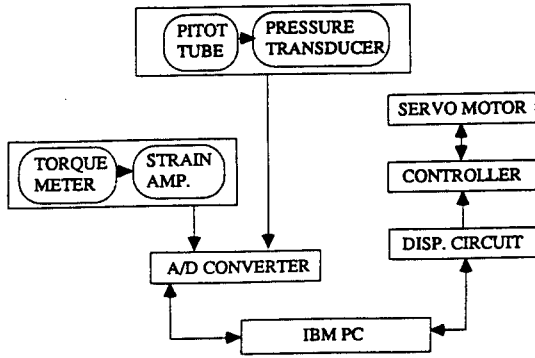 PITOT
TUBE
PRESSURE
TRANSDUCER
SERVO MOTOR
TORQUE
METER
STRAIN
AMP.
CONTROLLER
DISP. CIRCUIT
A/D CONVERTER
IBM PC